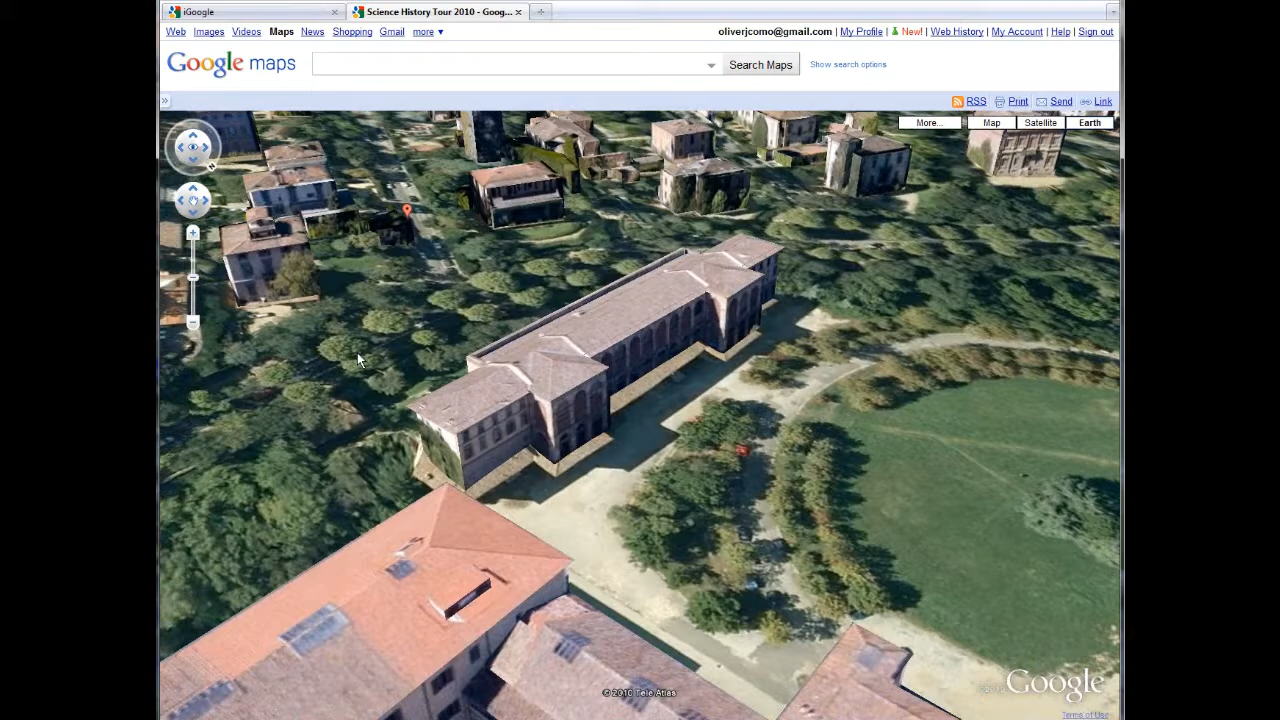 iGoogle
Science History Tour 2010 - Goog...
Web Images Videos Maps News Shopping Gmail more ▼
oliverjcomo@gmail.com | My Profile | New! | Web History | My Account | Help | Sign out
Google maps
Search Maps
Show search options
»
RSS Print Send Link
More... Map Satellite Earth
© 2010 Tele Atlas
Google
Terms of Use